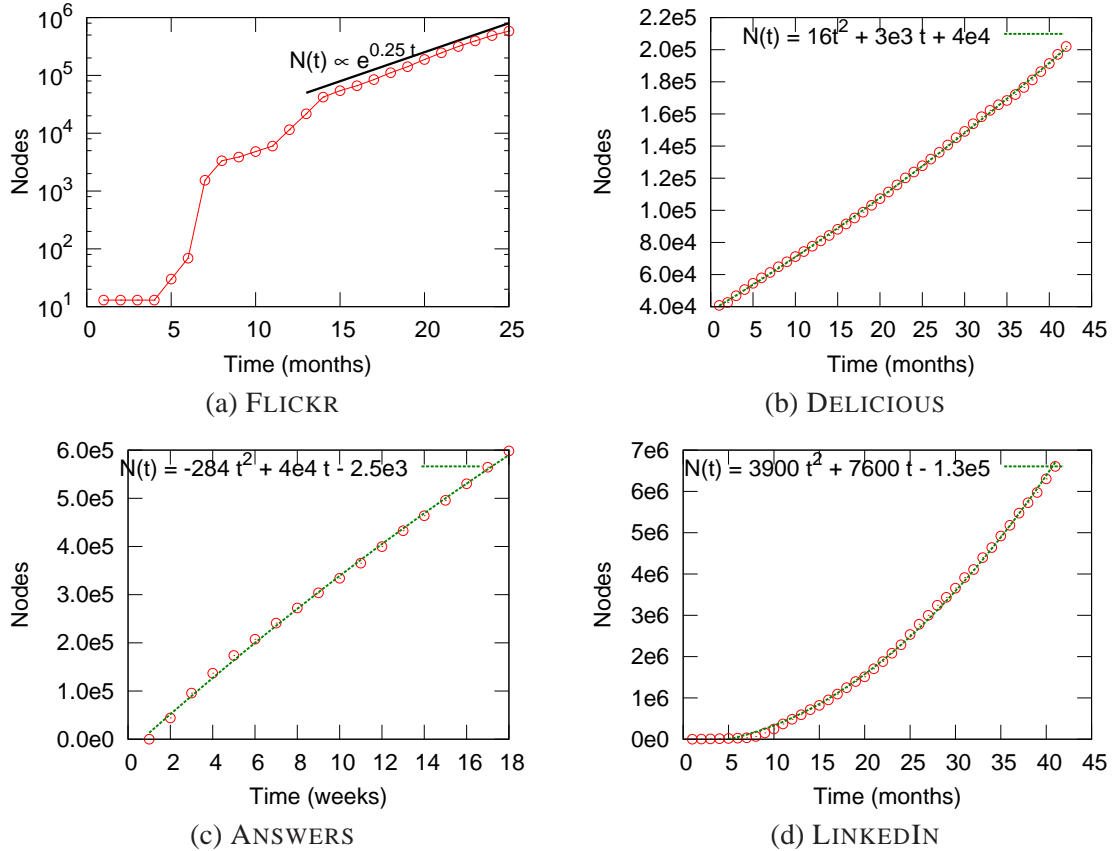 10^6
10^5
10^4
10^3
10^2
10^1
Nodes
N(t) ∝ e^{0.25 t}
0 5 10 15 20 25
Time (months)
(a) FLICKR
2.2e5
2.0e5
1.8e5
1.6e5
1.4e5
1.2e5
1.0e5
8.0e4
6.0e4
4.0e4
Nodes
N(t) = 16t^2 + 3e3 t + 4e4
0 5 10 15 20 25 30 35 40 45
Time (months)
(b) DELICIOUS
6.0e5
5.0e5
4.0e5
3.0e5
2.0e5
1.0e5
0.0e0
Nodes
N(t) = -284 t^2 + 4e4 t - 2.5e3
0 2 4 6 8 10 12 14 16 18
Time (weeks)
(c) ANSWERS
7e6
6e6
5e6
4e6
3e6
2e6
1e6
0e0
Nodes
N(t) = 3900 t^2 + 7600 t - 1.3e5
0 5 10 15 20 25 30 35 40 45
Time (months)
(d) LINKEDIN